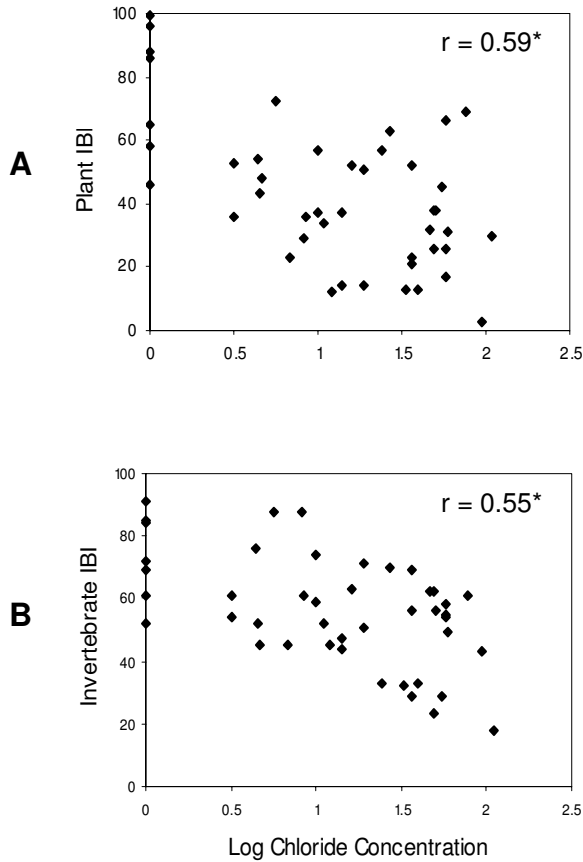 A
Plant IBI
r = 0.59*
100
80
60
40
20
0
0 0.5 1 1.5 2 2.5
B
Invertebrate IBI
r = 0.55*
100
80
60
40
20
0
0 0.5 1 1.5 2 2.5
Log Chloride Concentration